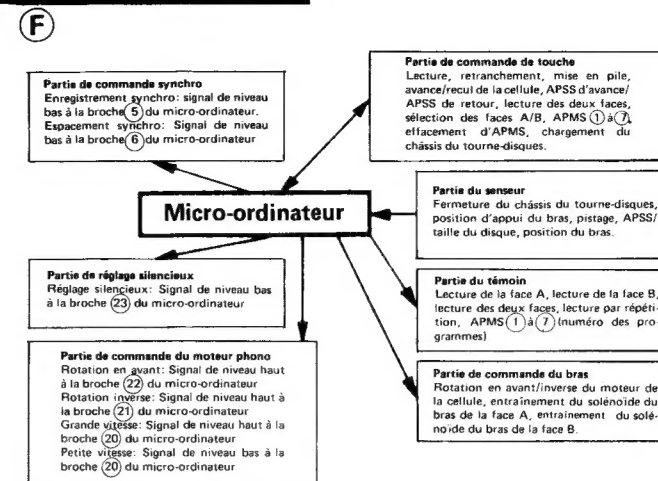 F
Partie de commande synchro
Enregistrement synchro: signal de niveau
bas à la broche 5 du micro-ordinateur.
Espacement synchro: Signal de niveau
bas à la broche 6 du micro-ordinateur
Partie de commande de touche
Lecture, retranchement, mise en pile,
avance/recul de la cellule, APSS d'avance/
APSS de retour, lecture des deux faces,
sélection des faces A/B, APMS 1 à 7,
effacement d'APMS, chargement du
châssis du tourne-disques.
Micro-ordinateur
Partie du senseur
Fermeture du châssis du tourne-disques,
position d'appui du bras, pistage, APSS/
taille du disque, position du bras.
Partie de réglage silencieux
Réglage silencieux: Signal de niveau bas
à la broche 23 du micro-ordinateur
Partie du témoin
Lecture de la face A, lecture de la face B,
lecture des deux faces, lecture par répéti-
tion, APMS 1 à 7 (numéro des pro-
grammes)
Partie de commande du moteur phono
Rotation en avant: Signal de niveau haut
à la broche 22 du micro-ordinateur
Rotation inverse: Signal de niveau haut à
la broche 21 du micro-ordinateur
Grande vitesse: Signal de niveau haut à la
broche 20 du micro-ordinateur
Petite vitesse: Signal de niveau bas à la
broche 20 du micro-ordinateur
Partie de commande du bras
Rotation en avant/inverse du moteur de
la cellule, entraînement du solénoïde du
bras de la face A, entrainement du solé-
noïde du bras de la face B.